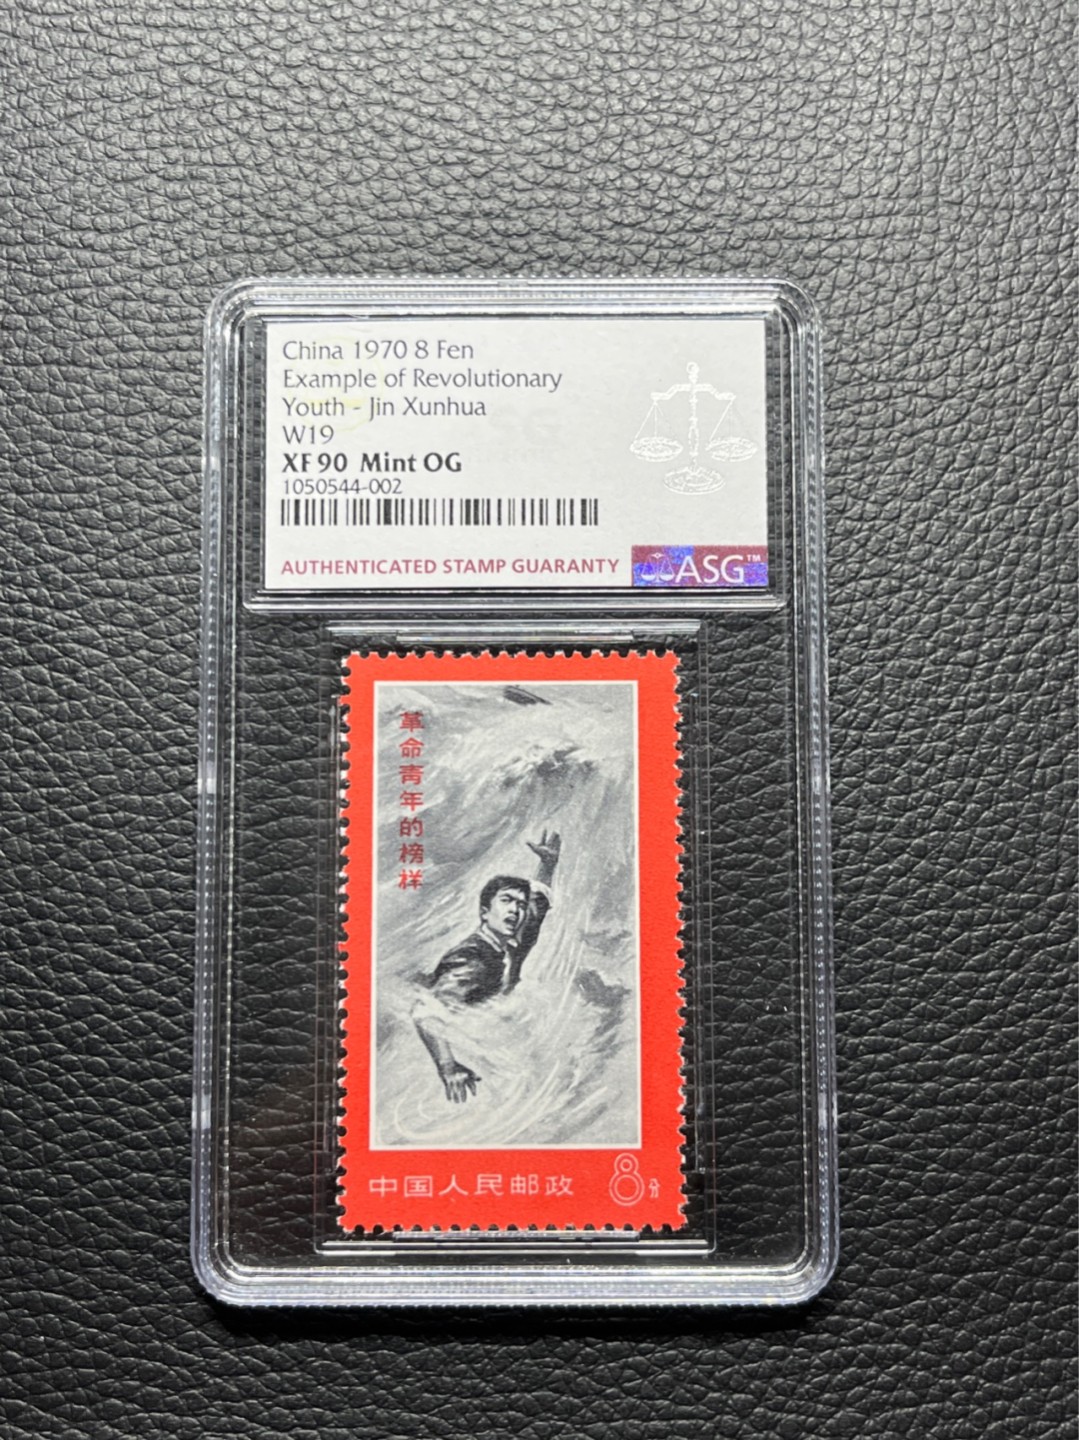 China 1970 8 Fen
Example of Revolutionary
Youth - Jin Xunhua
W19
XF 90 Mint OG
1050544-002
AUTHENTICATED STAMP GUARANTY
ASG™
革命青年的榜样
中国人民邮政 8分